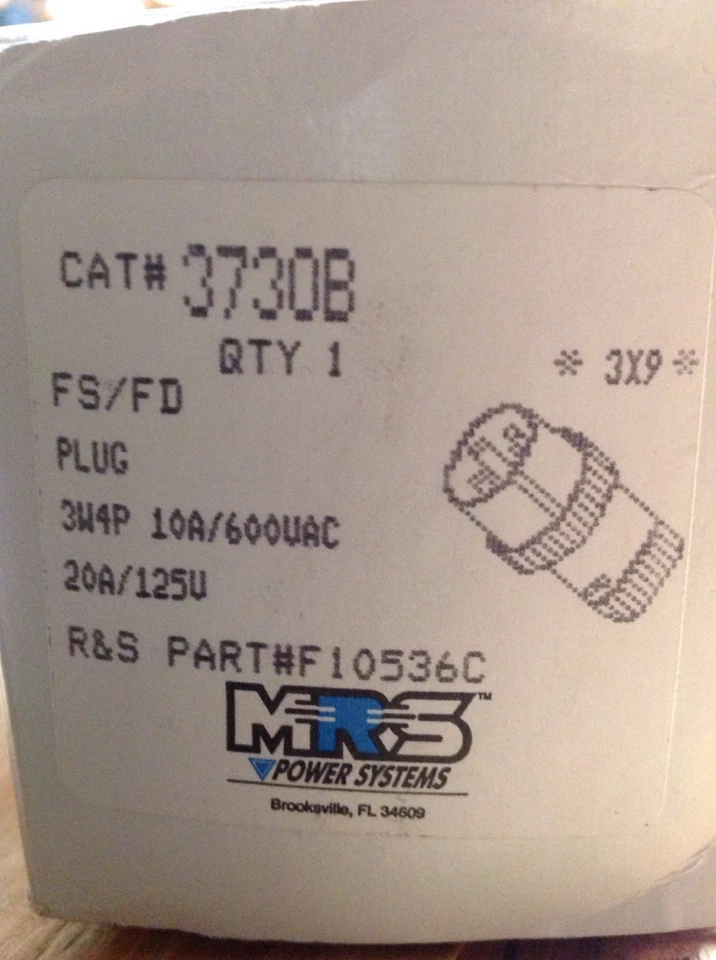 CAT# 3730B
QTY 1
* 3X9 *
FS/FD
PLUG
3W4P 10A/600VAC
20A/125V
R&S PART#F10536C
MRS™
POWER SYSTEMS
Brooksville, FL 34609